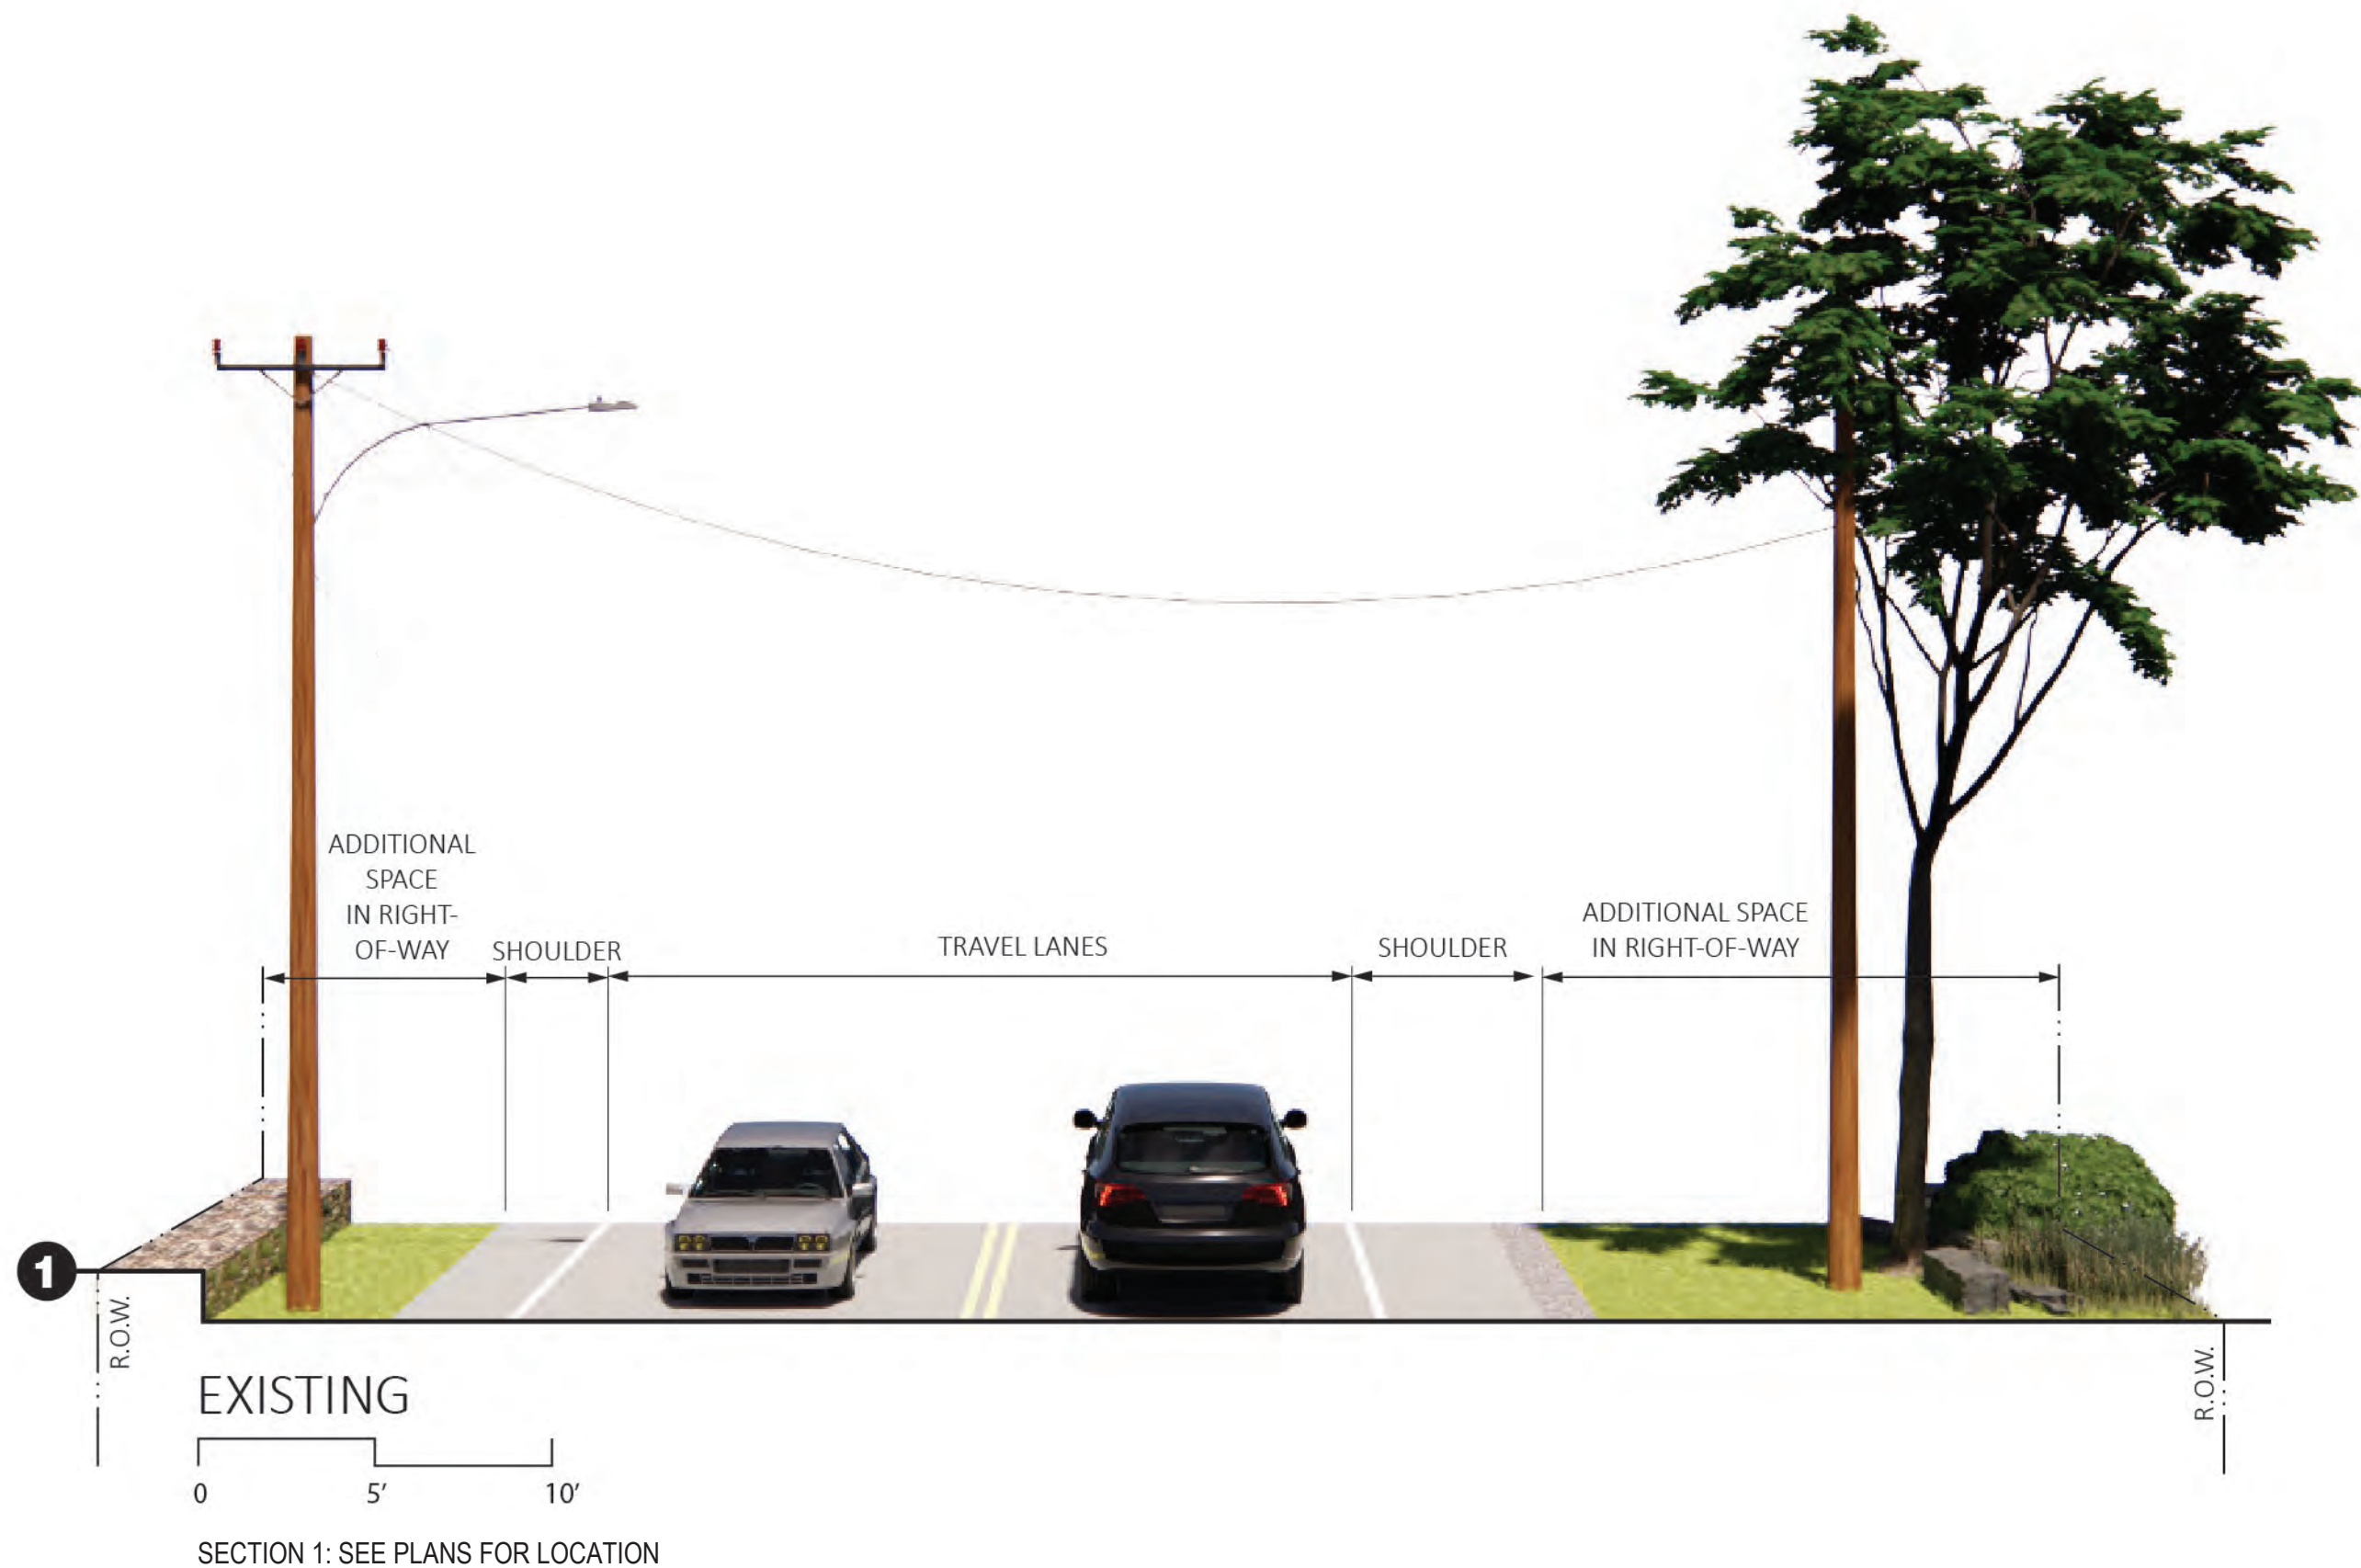 ADDITIONAL
SPACE
IN RIGHT-
OF-WAY
SHOULDER
TRAVEL LANES
SHOULDER
ADDITIONAL SPACE
IN RIGHT-OF-WAY
1
R.O.W.
R.O.W.
EXISTING
0 5' 10'
SECTION 1: SEE PLANS FOR LOCATION